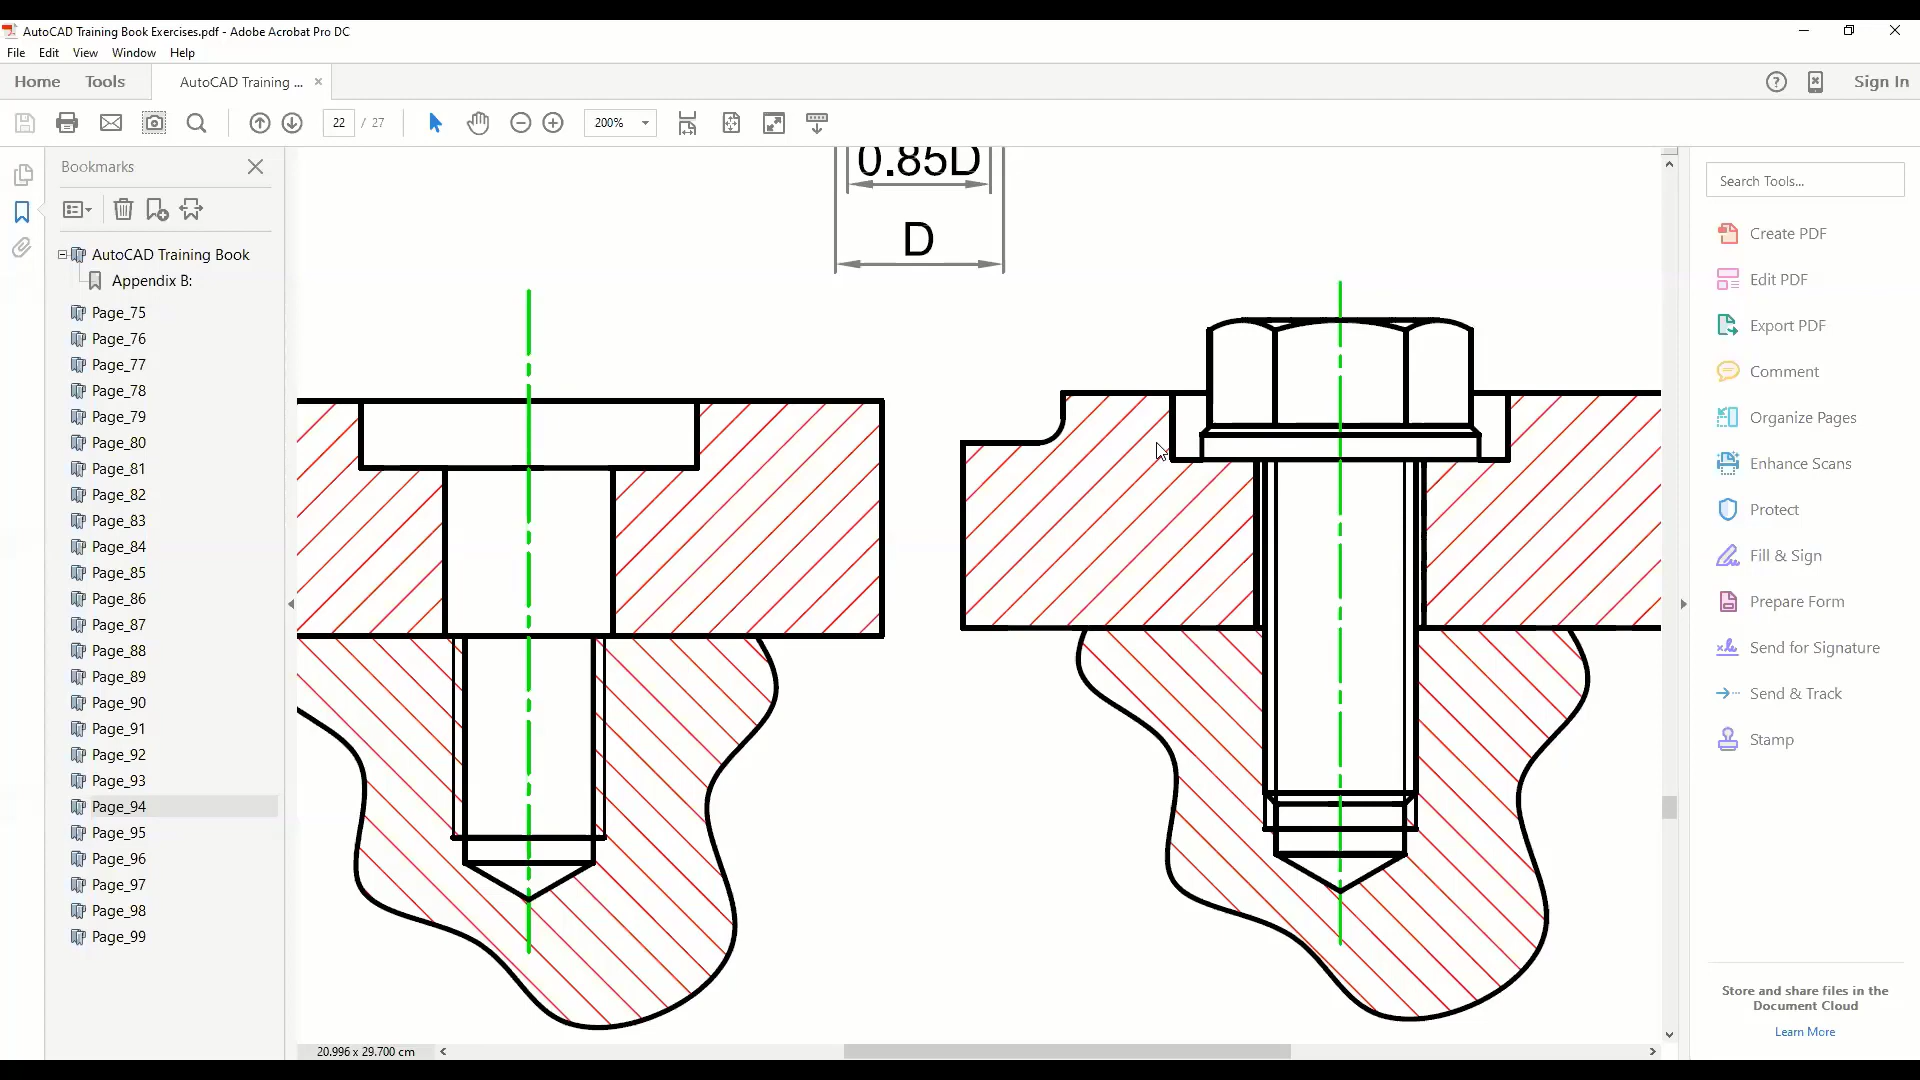 AutoCAD Training Book Exercises.pdf - Adobe Acrobat Pro DC
File Edit View Window Help
Home Tools AutoCAD Training ... × Sign In
22 / 27 200%
Bookmarks
AutoCAD Training Book
Appendix B:
Page_75
Page_76
Page_77
Page_78
Page_79
Page_80
Page_81
Page_82
Page_83
Page_84
Page_85
Page_86
Page_87
Page_88
Page_89
Page_90
Page_91
Page_92
Page_93
Page_94
Page_95
Page_96
Page_97
Page_98
Page_99
0.85D
D
20.996 x 29.700 cm
Search Tools...
Create PDF
Edit PDF
Export PDF
Comment
Organize Pages
Enhance Scans
Protect
Fill & Sign
Prepare Form
Send for Signature
Send & Track
Stamp
Store and share files in the
Document Cloud
Learn More